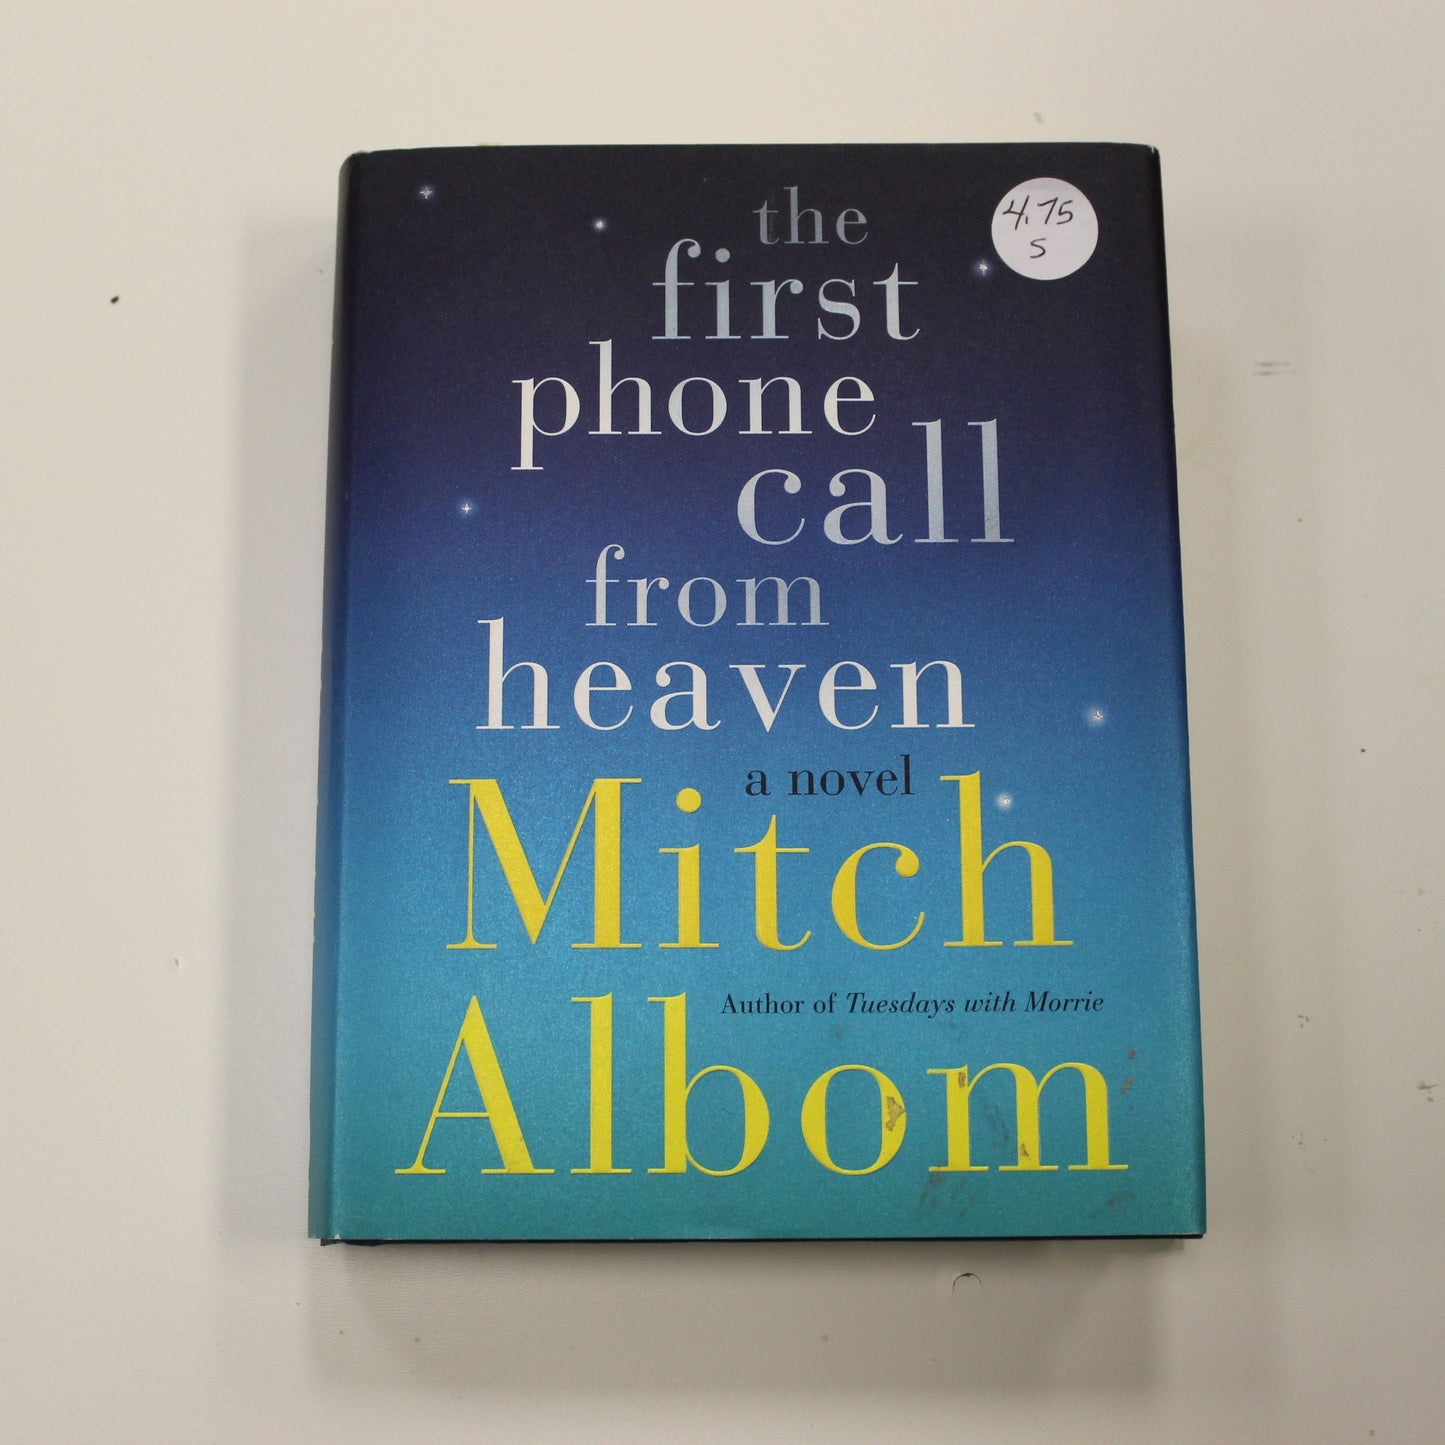 the
first
phone
call
from
heaven
a novel
Mitch
Author of Tuesdays with Morrie
Albom
4.75
S